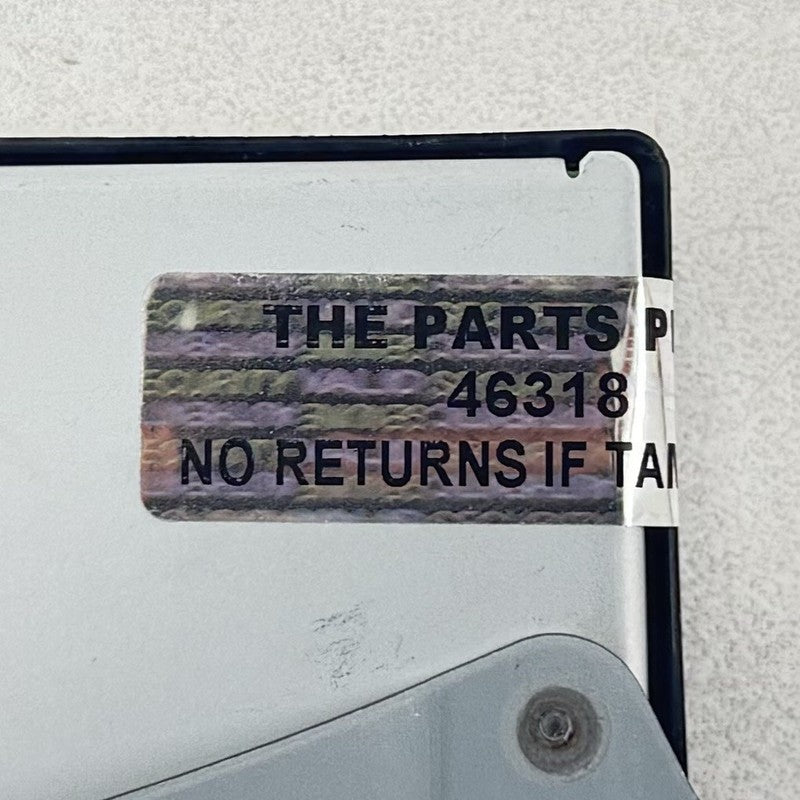 THE PARTS
46318
NO RETURNS IF